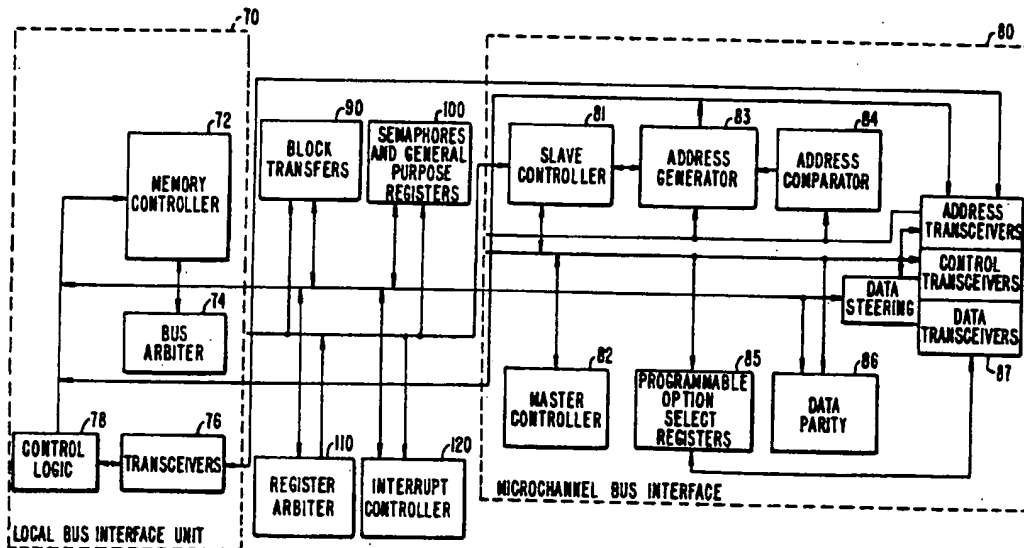 70
80
72
MEMORY
CONTROLLER
74
BUS
ARBITER
78
CONTROL
LOGIC
76
TRANSCEIVERS
LOCAL BUS INTERFACE UNIT
90
BLOCK
TRANSFERS
100
SEMAPHORES
AND GENERAL
PURPOSE
REGISTERS
110
REGISTER
ARBITER
120
INTERRUPT
CONTROLLER
81
SLAVE
CONTROLLER
83
ADDRESS
GENERATOR
84
ADDRESS
COMPARATOR
ADDRESS
TRANSCEIVERS
CONTROL
TRANSCEIVERS
DATA
STEERING
DATA
TRANSCEIVERS
87
82
MASTER
CONTROLLER
85
PROGRAMMABLE
OPTION
SELECT
REGISTERS
86
DATA
PARITY
MICROCHANNEL BUS INTERFACE